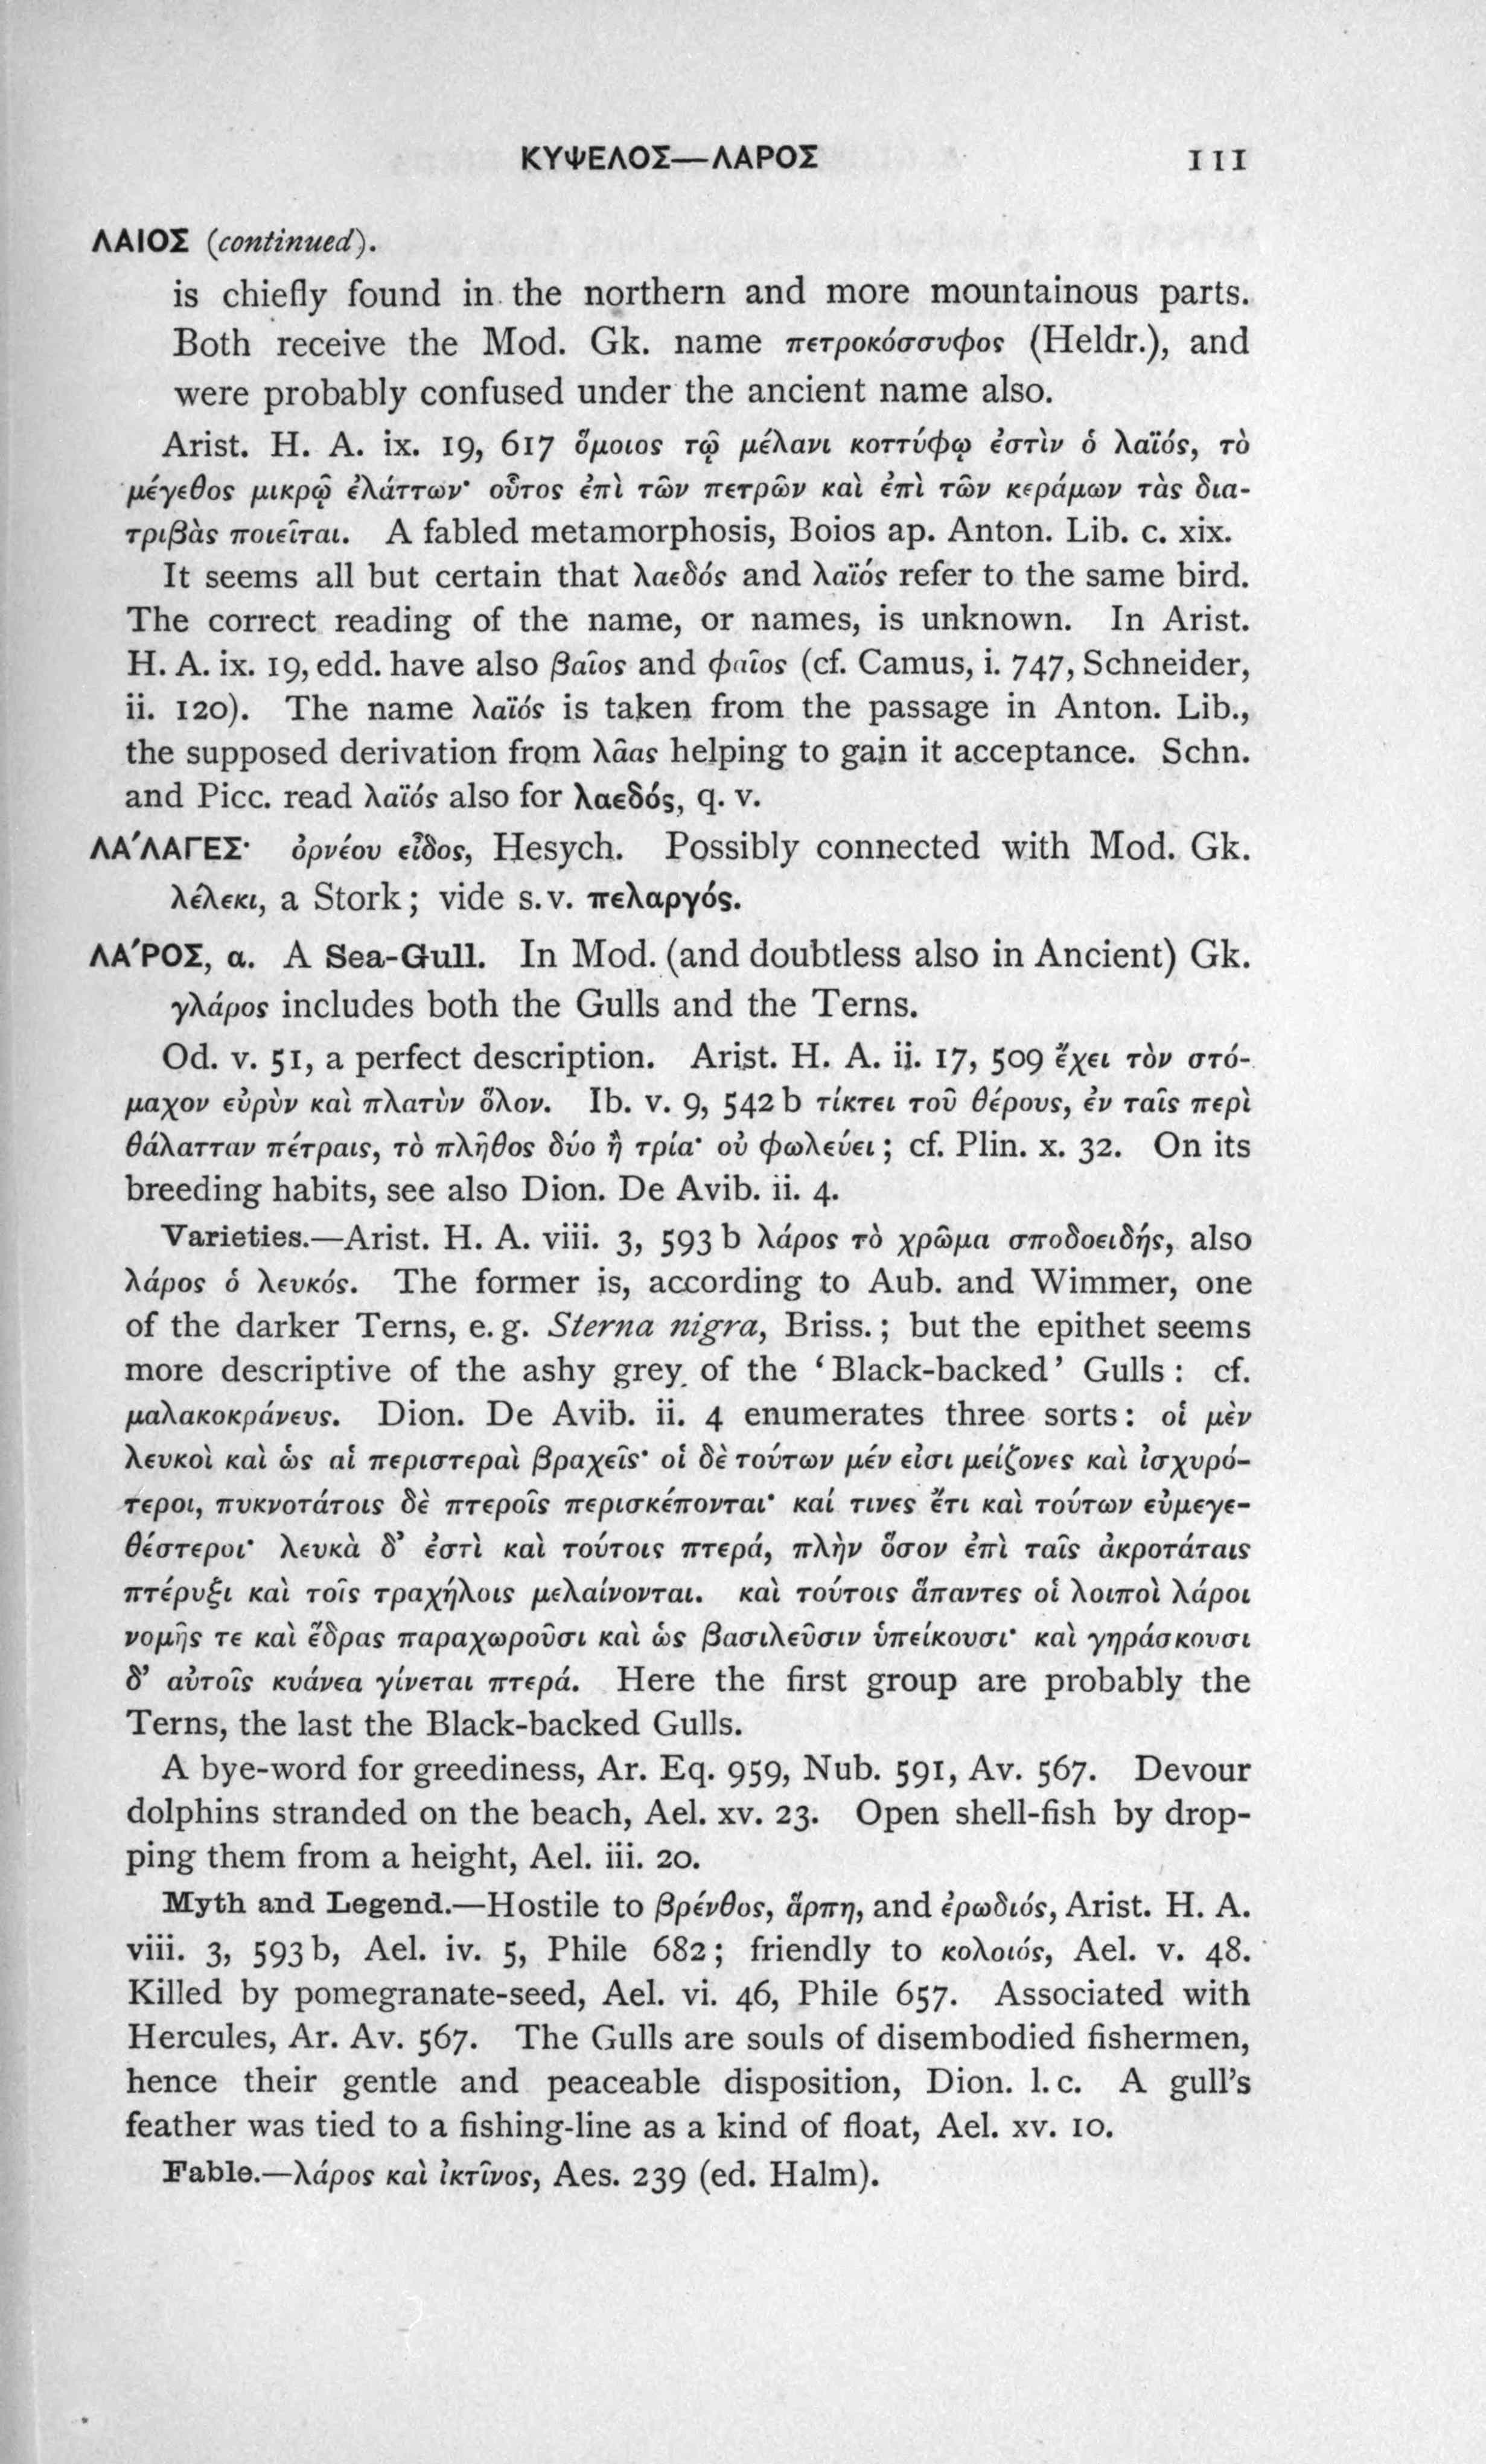 ΚΥΨΕΛΟΣ—ΛΑΡΟΣ 111
ΛΑΙΟΣ (continued).
is chiefly found in the northern and more mountainous parts.
Both receive the Mod. Gk. name πετροκόσσυφος (Heldr.), and
were probably confused under the ancient name also.
Arist. H. A. ix. 19, 617 ὅμοιος τῷ μέλανι κοττύφῳ ἐστὶν ὁ λαϊός, τὸ
μέγεθος μικρῷ ἐλάττων· οὗτος ἐπὶ τῶν πετρῶν καὶ ἐπὶ τῶν κεράμων τὰς δια-
τριβὰς ποιεῖται. A fabled metamorphosis, Boios ap. Anton. Lib. c. xix.
It seems all but certain that λαεδός and λαϊός refer to the same bird.
The correct reading of the name, or names, is unknown. In Arist.
H. A. ix. 19, edd. have also βαῖος and φαῖος (cf. Camus, i. 747, Schneider,
ii. 120). The name λαϊός is taken from the passage in Anton. Lib.,
the supposed derivation from λᾶας helping to gain it acceptance. Schn.
and Picc. read λαϊός also for λαεδός, q. v.
ΛΑ´ΛΑΓΕΣ· ὀρνέου εἶδος, Hesych. Possibly connected with Mod. Gk.
λέλεκι, a Stork; vide s. v. πελαργός.
ΛΑ´ΡΟΣ, α. A Sea-Gull. In Mod. (and doubtless also in Ancient) Gk.
γλάρος includes both the Gulls and the Terns.
Od. v. 51, a perfect description. Arist. H. A. ii. 17, 509 ἔχει τὸν στό-
μαχον εὐρὺν καὶ πλατὺν ὅλον. Ib. v. 9, 542 b τίκτει τοῦ θέρους, ἐν ταῖς περὶ
θάλατταν πέτραις, τὸ πλῆθος δύο ἢ τρία· οὐ φωλεύει; cf. Plin. x. 32. On its
breeding habits, see also Dion. De Avib. ii. 4.
Varieties.—Arist. H. A. viii. 3, 593 b λάρος τὸ χρῶμα σποδοειδής, also
λάρος ὁ λευκός. The former is, according to Aub. and Wimmer, one
of the darker Terns, e. g. Sterna nigra, Briss.; but the epithet seems
more descriptive of the ashy grey of the ‘Black-backed’ Gulls: cf.
μαλακοκράνευς. Dion. De Avib. ii. 4 enumerates three sorts: οἱ μὲν
λευκοὶ καὶ ὡς αἱ περιστεραὶ βραχεῖς· οἱ δὲ τούτων μέν εἰσι μείζονες καὶ ἰσχυρό-
τεροι, πυκνοτάτοις δὲ πτεροῖς περισκέπονται· καί τινες ἔτι καὶ τούτων εὐμεγε-
θέστεροι· λευκὰ δ’ ἐστὶ καὶ τούτοις πτερά, πλὴν ὅσον ἐπὶ ταῖς ἀκροτάταις
πτέρυξι καὶ τοῖς τραχήλοις μελαίνονται. καὶ τούτοις ἅπαντες οἱ λοιποὶ λάροι
νομῆς τε καὶ ἕδρας παραχωροῦσι καὶ ὡς βασιλεῦσιν ὑπείκουσι· καὶ γηράσκουσι
δ’ αὐτοῖς κυάνεα γίνεται πτερά. Here the first group are probably the
Terns, the last the Black-backed Gulls.
A bye-word for greediness, Ar. Eq. 959, Nub. 591, Av. 567. Devour
dolphins stranded on the beach, Ael. xv. 23. Open shell-fish by drop-
ping them from a height, Ael. iii. 20.
Myth and Legend.—Hostile to βρένθος, ἅρπη, and ἐρωδιός, Arist. H. A.
viii. 3, 593 b, Ael. iv. 5, Phile 682; friendly to κολοιός, Ael. v. 48.
Killed by pomegranate-seed, Ael. vi. 46, Phile 657. Associated with
Hercules, Ar. Av. 567. The Gulls are souls of disembodied fishermen,
hence their gentle and peaceable disposition, Dion. l. c. A gull’s
feather was tied to a fishing-line as a kind of float, Ael. xv. 10.
Fable.—λάρος καὶ ἰκτῖνος, Aes. 239 (ed. Halm).